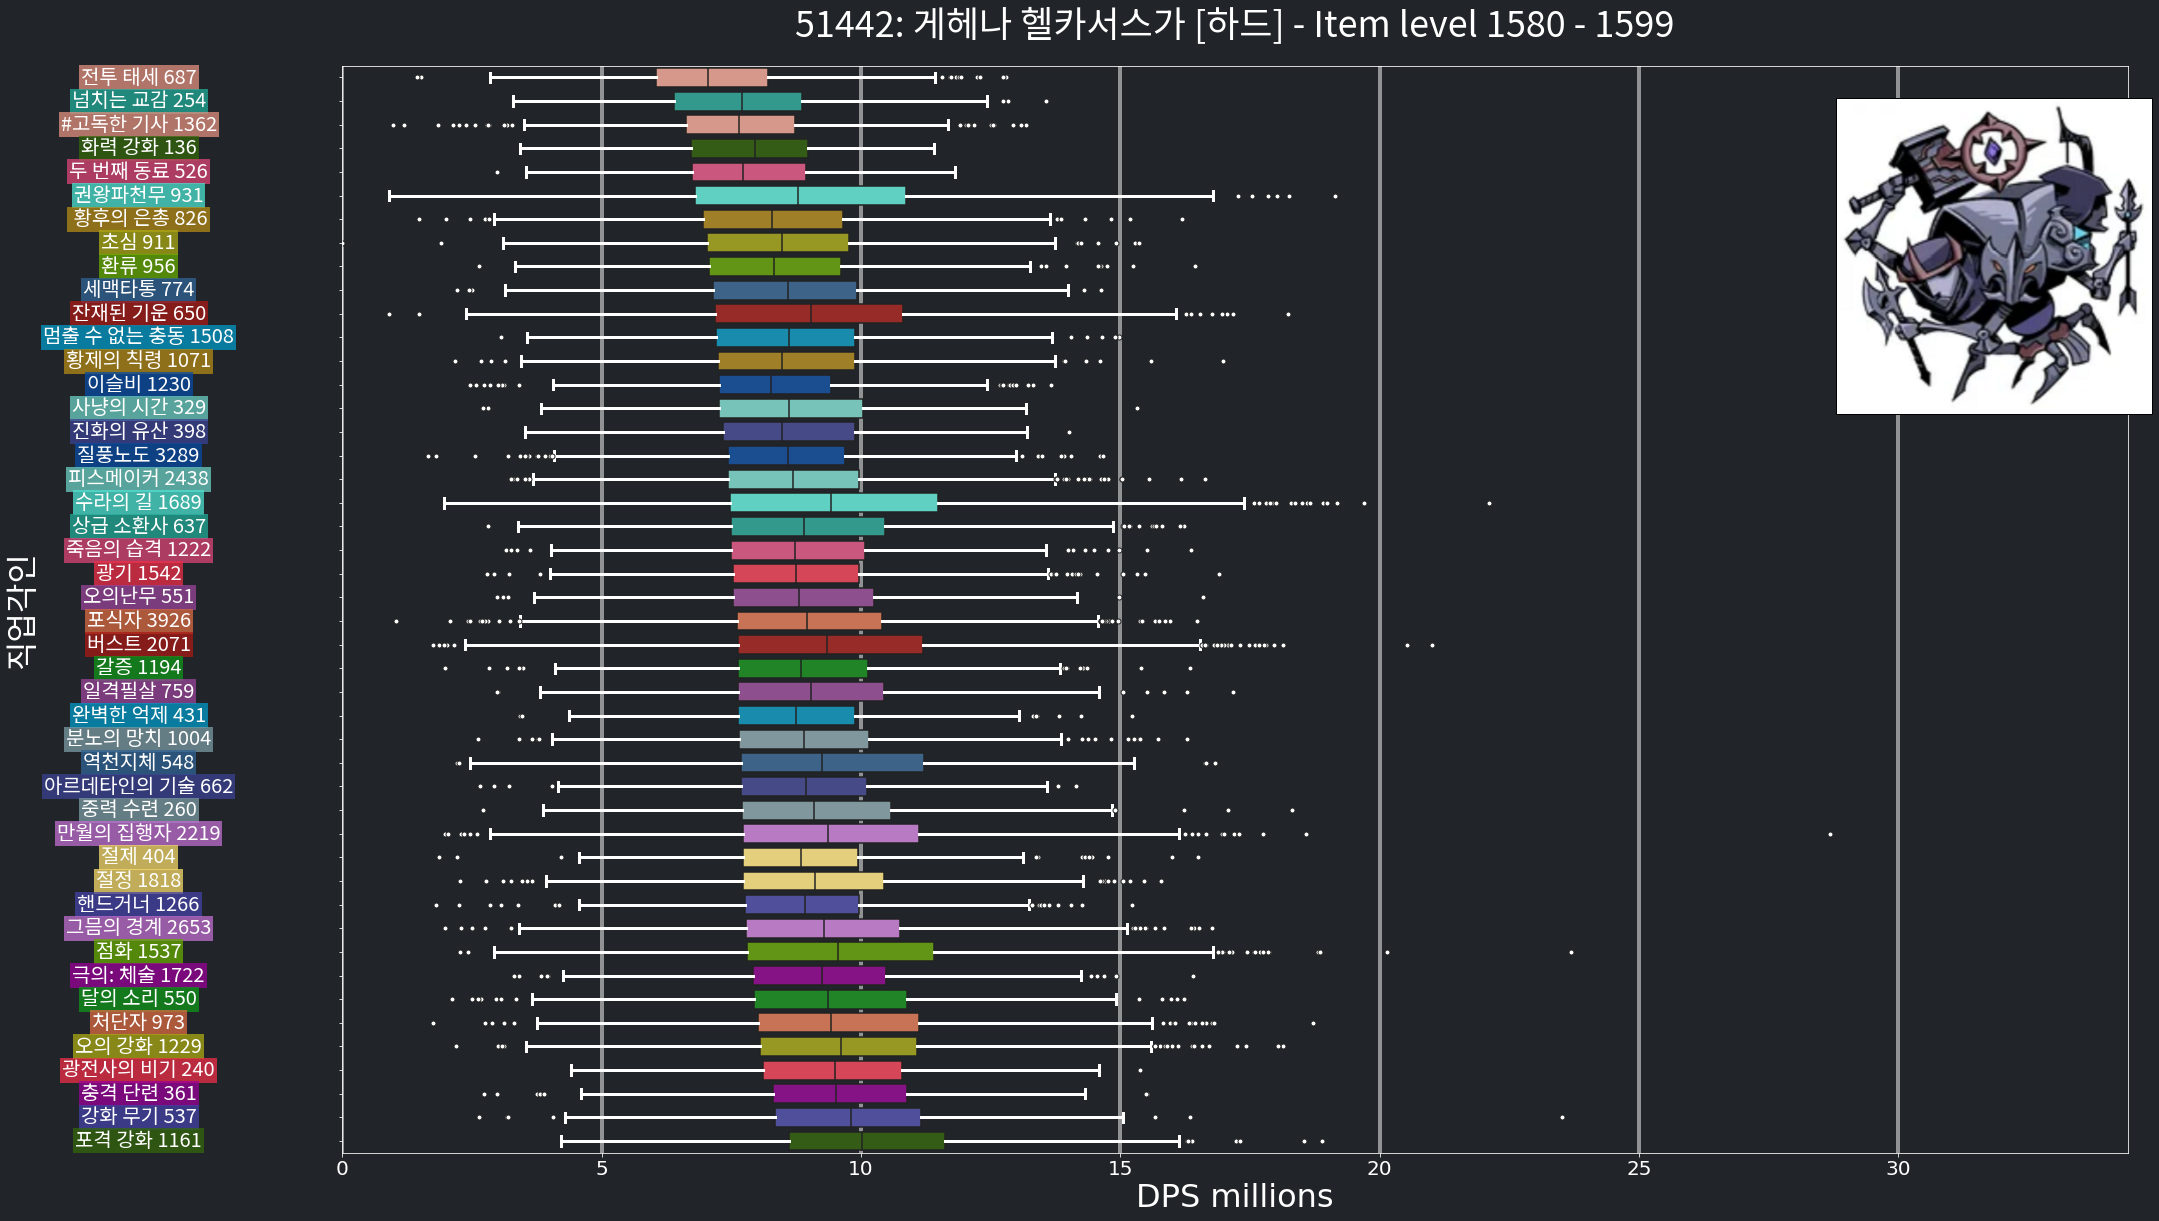 51442: 게헤나 헬카서스가 [하드] - Item level 1580 - 1599
직업각인
전투 태세 687
넘치는 교감 254
#고독한 기사 1362
화력 강화 136
두 번째 동료 526
권왕파천무 931
황후의 은총 826
초심 911
환류 956
세맥타통 774
잔재된 기운 650
멈출 수 없는 충동 1508
황제의 칙령 1071
이슬비 1230
사냥의 시간 329
진화의 유산 398
질풍노도 3289
피스메이커 2438
수라의 길 1689
상급 소환사 637
죽음의 습격 1222
광기 1542
오의난무 551
포식자 3926
버스트 2071
갈증 1194
일격필살 759
완벽한 억제 431
분노의 망치 1004
역천지체 548
아르데타인의 기술 662
중력 수련 260
만월의 집행자 2219
절제 404
절정 1818
핸드거너 1266
그믐의 경계 2653
점화 1537
극의: 체술 1722
달의 소리 550
처단자 973
오의 강화 1229
광전사의 비기 240
충격 단련 361
강화 무기 537
포격 강화 1161
0 5 10 15 20 25 30
DPS millions